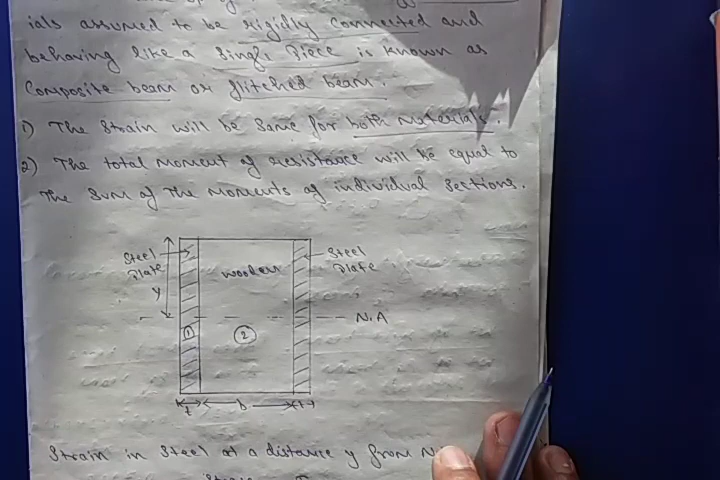 ials assumed to be rigidly connected and
behaving like a single piece is known as
composite beam or flitched beam.
1) The strain will be same for both materials.
2) The total moment of resistance will be equal to
the sum of the moments of individual sections.
Steel
Plate
wooden
Steel
Plate
y
N.A
1
2
t
b
t
Strain in steel at a distance y from N